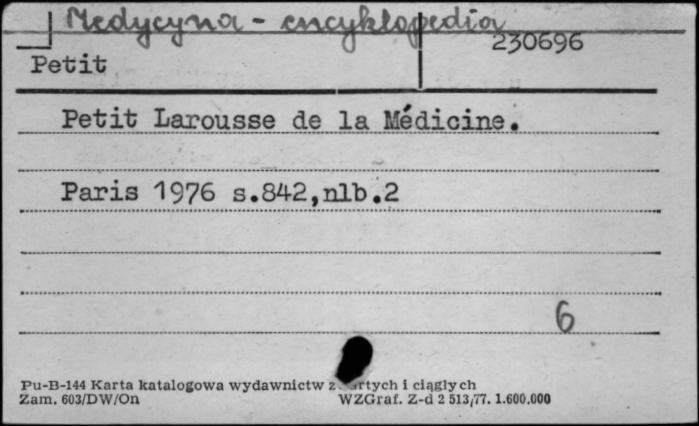 Medycyna - encyklopedia
230696
Petit
Petit Larousse de la Médicine.
Paris 1976 s.842,nlb.2
6
Pu-B-144 Karta katalogowa wydawnictw i ciągłych
Zam. 603/DW/On WZGraf. Z-d 2 513,77. 1.600.000